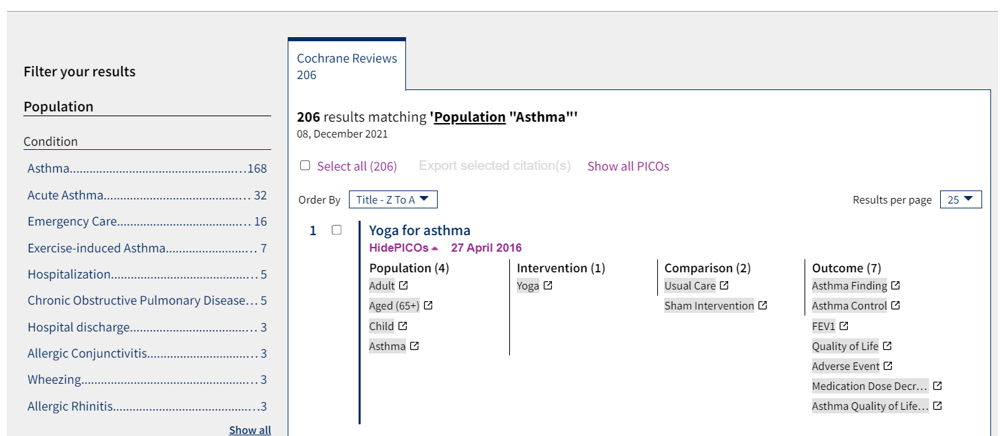 Filter your results
Population
Condition
Asthma..................................................168
Acute Asthma............................................ 32
Emergency Care........................................ 16
Exercise-induced Asthma........................... 7
Hospitalization.......................................... 5
Chronic Obstructive Pulmonary Disease... 5
Hospital discharge..................................... 3
Allergic Conjunctivitis................................ 3
Wheezing.................................................. 3
Allergic Rhinitis.........................................3
Show all
Cochrane Reviews
206
206 results matching 'Population "Asthma"'
08, December 2021
Select all (206) Export selected citation(s) Show all PICOs
Order By Title - Z To A Results per page 25
1 Yoga for asthma
HidePICOs 27 April 2016
Population (4) Intervention (1) Comparison (2) Outcome (7)
Adult Yoga Usual Care Asthma Finding
Aged (65+) Sham Intervention Asthma Control
Child FEV1
Asthma Quality of Life
Adverse Event
Medication Dose Decr...
Asthma Quality of Life...